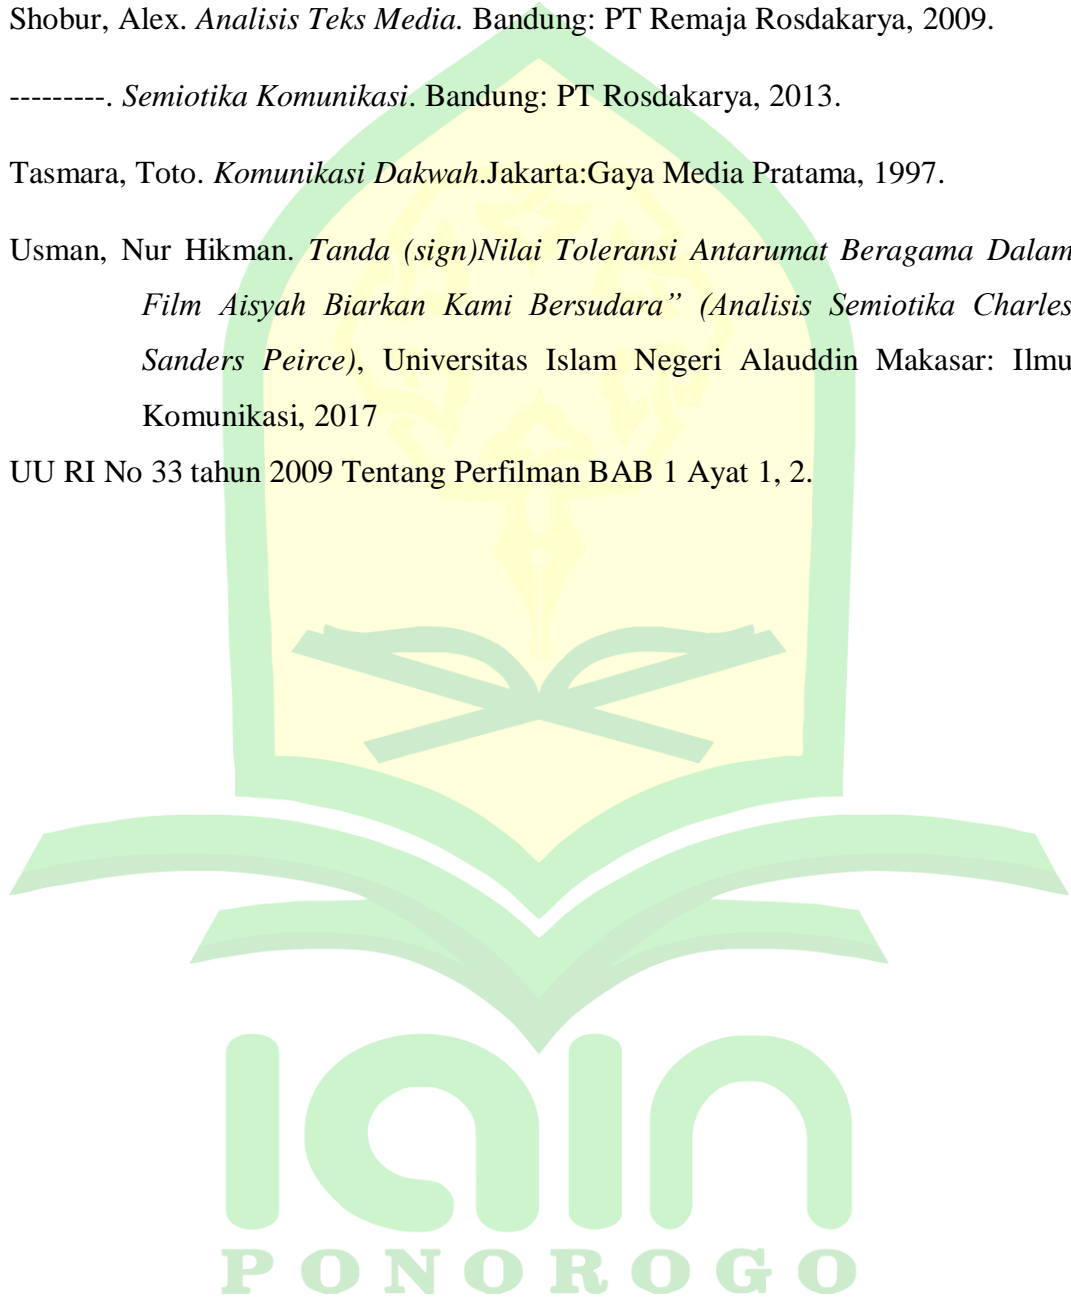 Shobur, Alex. Analisis Teks Media. Bandung: PT Remaja Rosdakarya, 2009.
---------. Semiotika Komunikasi. Bandung: PT Rosdakarya, 2013.
Tasmara, Toto. Komunikasi Dakwah.Jakarta:Gaya Media Pratama, 1997.
Usman, Nur Hikman. Tanda (sign)Nilai Toleransi Antarumat Beragama Dalam
Film Aisyah Biarkan Kami Bersudara” (Analisis Semiotika Charles
Sanders Peirce), Universitas Islam Negeri Alauddin Makasar: Ilmu
Komunikasi, 2017
UU RI No 33 tahun 2009 Tentang Perfilman BAB 1 Ayat 1, 2.
IAIN
PONOROGO